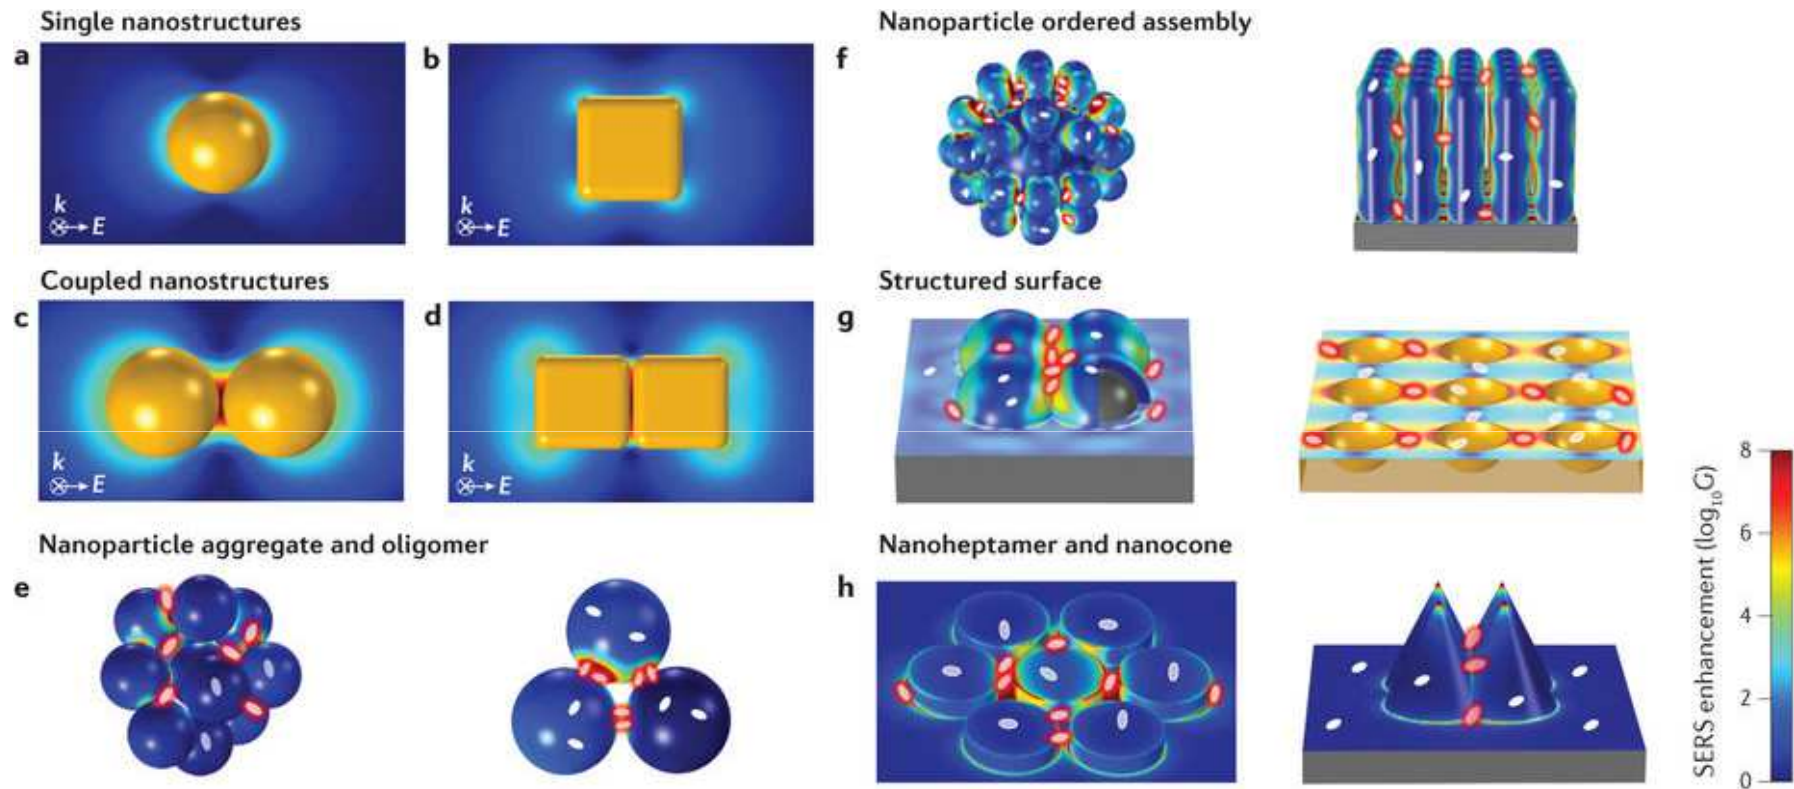 Single nanostructures
a
k
E
b
k
E
Coupled nanostructures
c
k
E
d
k
E
Nanoparticle aggregate and oligomer
e
Nanoparticle ordered assembly
f
Structured surface
g
Nanoheptamer and nanocone
h
SERS enhancement (log₁₀G)
8
6
4
2
0